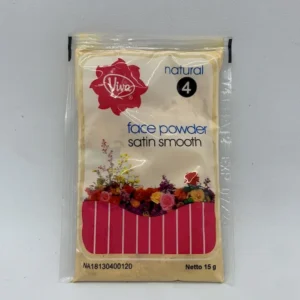 Viva
natural
4
face powder
satin smooth
NA18130400120
Netto 15 g